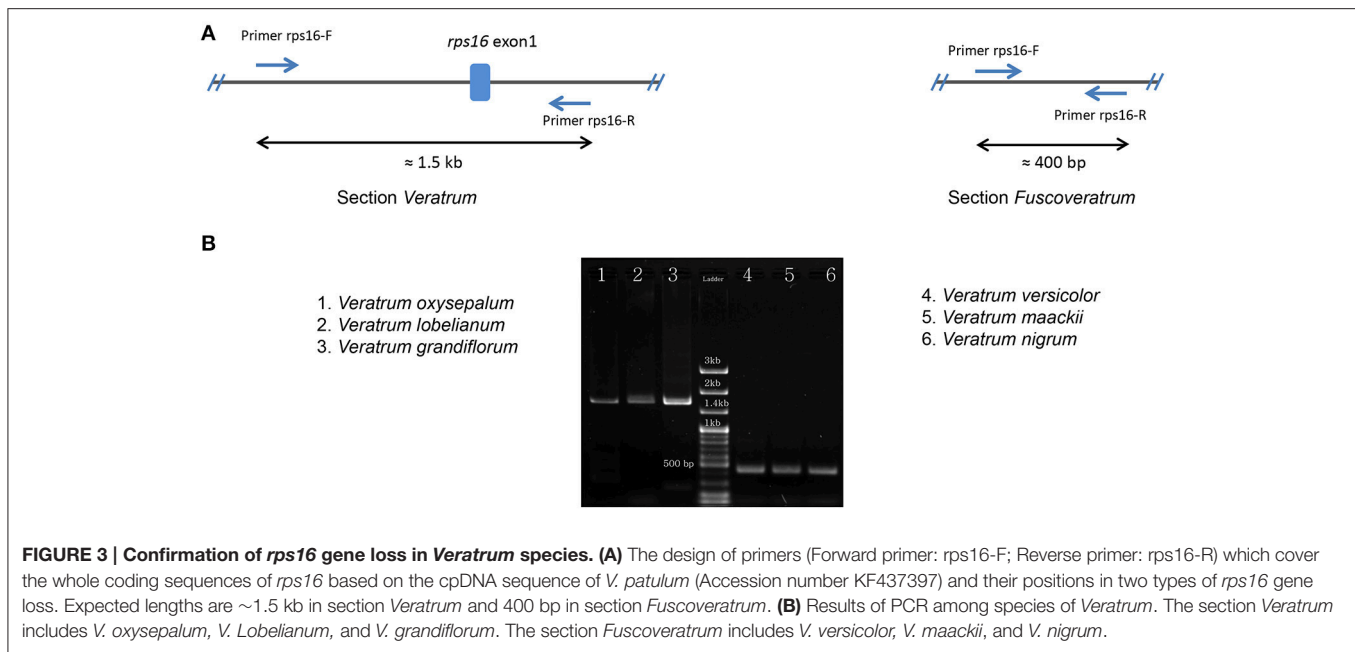 A
Primer rps16-F
rps16 exon1
Primer rps16-R
≈ 1.5 kb
Section Veratrum
Primer rps16-F
Primer rps16-R
≈ 400 bp
Section Fuscoveratrum
B
1. Veratrum oxysepalum
2. Veratrum lobelianum
3. Veratrum grandiflorum
1 2 3 Ladder 4 5 6
3kb
2kb
1.4kb
1kb
500 bp
4. Veratrum versicolor
5. Veratrum maackii
6. Veratrum nigrum
FIGURE 3 | Confirmation of rps16 gene loss in Veratrum species. (A) The design of primers (Forward primer: rps16-F; Reverse primer: rps16-R) which cover
the whole coding sequences of rps16 based on the cpDNA sequence of V. patulum (Accession number KF437397) and their positions in two types of rps16 gene
loss. Expected lengths are ∼1.5 kb in section Veratrum and 400 bp in section Fuscoveratrum. (B) Results of PCR among species of Veratrum. The section Veratrum
includes V. oxysepalum, V. Lobelianum, and V. grandiflorum. The section Fuscoveratrum includes V. versicolor, V. maackii, and V. nigrum.